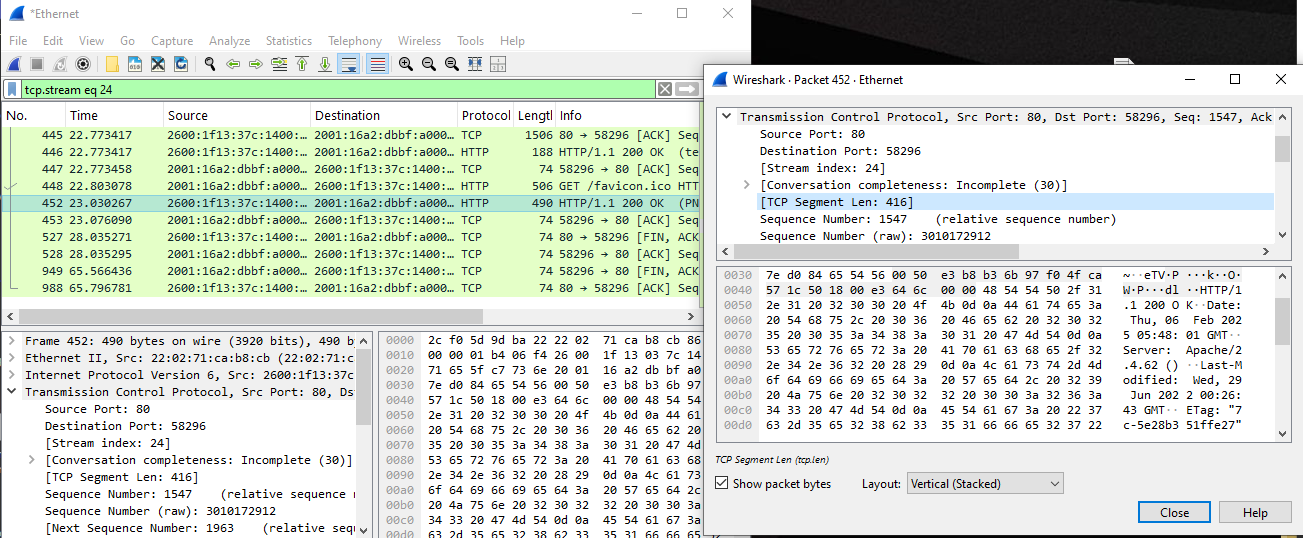 *Ethernet
File Edit View Go Capture Analyze Statistics Telephony Wireless Tools Help
tcp.stream eq 24
No. Time Source Destination Protocol Lengtl Info
445 22.773417 2600:1f13:37c:1400:… 2001:16a2:dbbf:a000… TCP 1506 80 → 58296 [ACK] Seq
446 22.773417 2600:1f13:37c:1400:… 2001:16a2:dbbf:a000… HTTP 188 HTTP/1.1 200 OK (te
447 22.773458 2001:16a2:dbbf:a000… 2600:1f13:37c:1400:… TCP 74 58296 → 80 [ACK] Seq
448 22.803078 2001:16a2:dbbf:a000… 2600:1f13:37c:1400:… HTTP 506 GET /favicon.ico HTT
452 23.030267 2600:1f13:37c:1400:… 2001:16a2:dbbf:a000… HTTP 490 HTTP/1.1 200 OK (PN
453 23.076090 2001:16a2:dbbf:a000… 2600:1f13:37c:1400:… TCP 74 58296 → 80 [ACK] Seq
527 28.035271 2600:1f13:37c:1400:… 2001:16a2:dbbf:a000… TCP 74 80 → 58296 [FIN, ACK
528 28.035295 2001:16a2:dbbf:a000… 2600:1f13:37c:1400:… TCP 74 58296 → 80 [ACK] Seq
949 65.566436 2001:16a2:dbbf:a000… 2600:1f13:37c:1400:… TCP 74 58296 → 80 [FIN, ACK
988 65.796781 2600:1f13:37c:1400:… 2001:16a2:dbbf:a000… TCP 74 80 → 58296 [ACK] Seq
Frame 452: 490 bytes on wire (3920 bits), 490 b
Ethernet II, Src: 22:02:71:ca:b8:cb (22:02:71:c
Internet Protocol Version 6, Src: 2600:1f13:37c
Transmission Control Protocol, Src Port: 80, Dst
Source Port: 80
Destination Port: 58296
[Stream index: 24]
[Conversation completeness: Incomplete (30)]
[TCP Segment Len: 416]
Sequence Number: 1547 (relative sequence
Sequence Number (raw): 3010172912
[Next Sequence Number: 1963 (relative seq
0000 2c f0 5d 9d ba 22 22 02 71 ca b8 cb 86
0010 00 00 01 b4 06 f4 26 00 1f 13 03 7c 14
0020 71 65 5f c7 73 6e 20 01 16 a2 db bf a0
0030 7e d0 84 65 54 56 00 50 e3 b8 b3 6b 97
0040 57 1c 50 18 00 e3 64 6c 00 00 48 54 54
0050 2e 31 20 32 30 30 20 4f 4b 0d 0a 44 61
0060 20 54 68 75 2c 20 30 36 20 46 65 62 20
0070 35 20 30 35 3a 34 38 3a 30 31 20 47 4d
0080 53 65 72 76 65 72 3a 20 41 70 61 63 68
0090 2e 34 2e 36 32 20 28 29 0d 0a 4c 61 73
00a0 6f 64 69 66 69 65 64 3a 20 57 65 64 2c
00b0 20 4a 75 6e 20 32 30 32 32 20 30 30 3a
00c0 34 33 20 47 4d 54 0d 0a 45 54 61 67 3a
00d0 63 2d 35 65 32 38 62 33 35 31 66 66 65
Wireshark · Packet 452 · Ethernet
Transmission Control Protocol, Src Port: 80, Dst Port: 58296, Seq: 1547, Ack
Source Port: 80
Destination Port: 58296
[Stream index: 24]
[Conversation completeness: Incomplete (30)]
[TCP Segment Len: 416]
Sequence Number: 1547 (relative sequence number)
Sequence Number (raw): 3010172912
0030 7e d0 84 65 54 56 00 50 e3 b8 b3 6b 97 f0 4f ca ~··eTV·P ···k··O·
0040 57 1c 50 18 00 e3 64 6c 00 00 48 54 54 50 2f 31 W·P···dl ··HTTP/1
0050 2e 31 20 32 30 30 20 4f 4b 0d 0a 44 61 74 65 3a .1 200 O K··Date:
0060 20 54 68 75 2c 20 30 36 20 46 65 62 20 32 30 32 Thu, 06 Feb 202
0070 35 20 30 35 3a 34 38 3a 30 31 20 47 4d 54 0d 0a 5 05:48: 01 GMT··
0080 53 65 72 76 65 72 3a 20 41 70 61 63 68 65 2f 32 Server: Apache/2
0090 2e 34 2e 36 32 20 28 29 0d 0a 4c 61 73 74 2d 4d .4.62 () ··Last-M
00a0 6f 64 69 66 69 65 64 3a 20 57 65 64 2c 20 32 39 odified: Wed, 29
00b0 20 4a 75 6e 20 32 30 32 32 20 30 30 3a 32 36 3a Jun 202 2 00:26:
00c0 34 33 20 47 4d 54 0d 0a 45 54 61 67 3a 20 22 37 43 GMT·· ETag: "7
00d0 63 2d 35 65 32 38 62 33 35 31 66 66 65 32 37 22 c-5e28b3 51ffe27"
TCP Segment Len (tcp.len)
Show packet bytes Layout: Vertical (Stacked)
Close Help